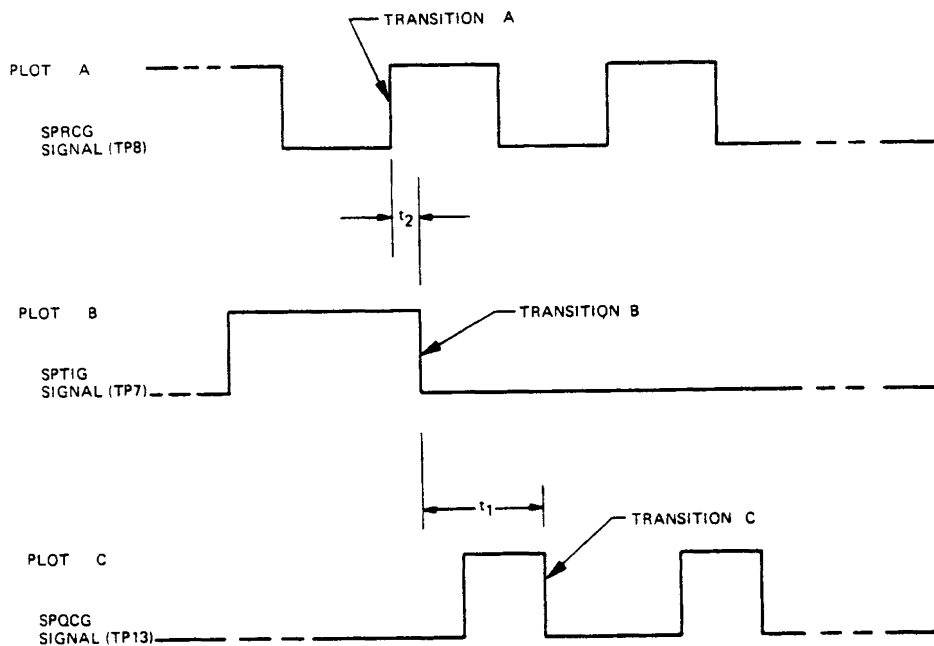 TRANSITION A
PLOT A
SPRCG
SIGNAL (TP8)
t2
PLOT B
TRANSITION B
SPTIG
SIGNAL (TP7)
t1
TRANSITION C
PLOT C
SPQCG
SIGNAL (TP13)